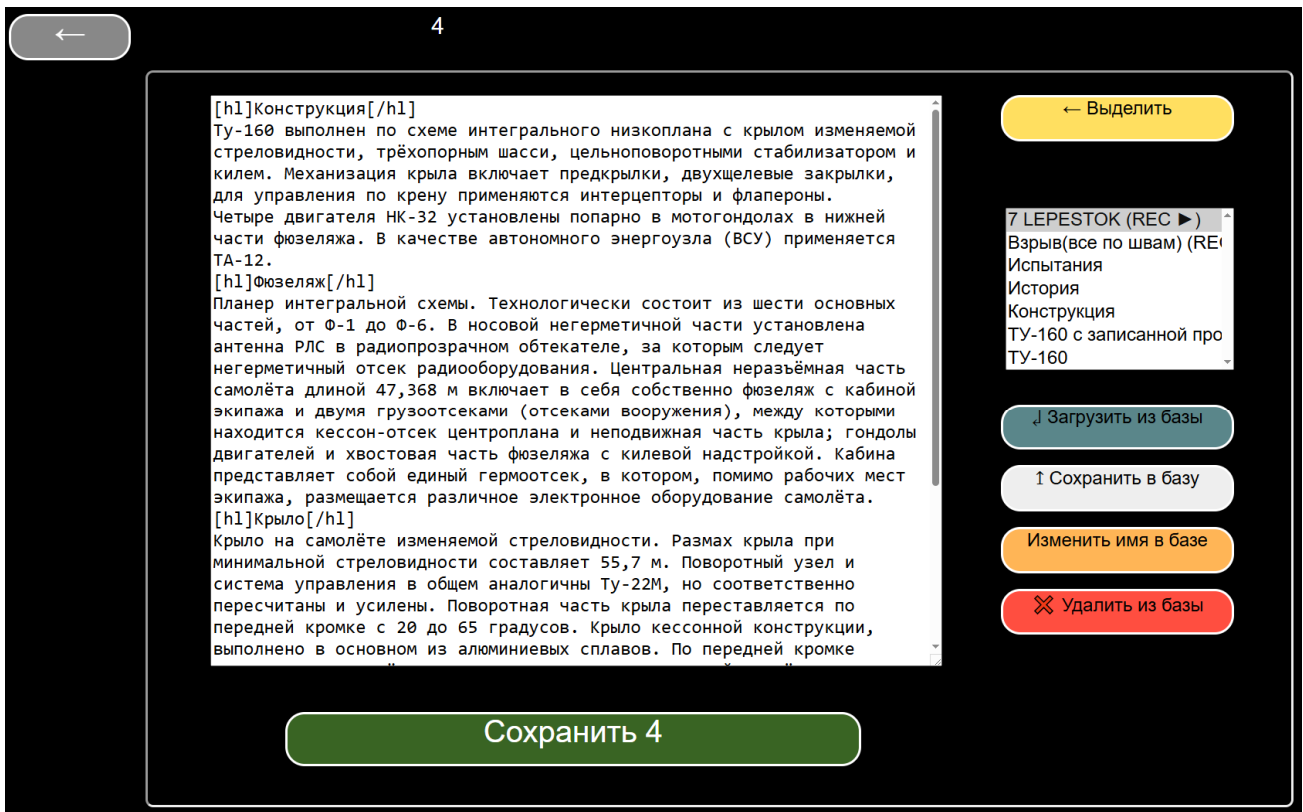 ←
4
[hl]Конструкция[/hl]
Ту-160 выполнен по схеме интегрального низкоплана с крылом изменяемой
стреловидности, трёхопорным шасси, цельноповоротными стабилизатором и
килем. Механизация крыла включает предкрылки, двухщелевые закрылки,
для управления по крену применяются интерцепторы и флапероны.
Четыре двигателя НК-32 установлены попарно в мотогондолах в нижней
части фюзеляжа. В качестве автономного энергоузла (ВСУ) применяется
ТА-12.
[hl]Фюзеляж[/hl]
Планер интегральной схемы. Технологически состоит из шести основных
частей, от Ф-1 до Ф-6. В носовой негерметичной части установлена
антенна РЛС в радиопрозрачном обтекателе, за которым следует
негерметичный отсек радиооборудования. Центральная неразъёмная часть
самолёта длиной 47,368 м включает в себя собственно фюзеляж с кабиной
экипажа и двумя грузоотсеками (отсеками вооружения), между которыми
находится кессон-отсек центроплана и неподвижная часть крыла; гондолы
двигателей и хвостовая часть фюзеляжа с килевой надстройкой. Кабина
представляет собой единый гермоотсек, в котором, помимо рабочих мест
экипажа, размещается различное электронное оборудование самолёта.
[hl]Крыло[/hl]
Крыло на самолёте изменяемой стреловидности. Размах крыла при
минимальной стреловидности составляет 55,7 м. Поворотный узел и
система управления в общем аналогичны Ту-22М, но соответственно
пересчитаны и усилены. Поворотная часть крыла переставляется по
передней кромке с 20 до 65 градусов. Крыло кессонной конструкции,
выполнено в основном из алюминиевых сплавов. По передней кромке
← Выделить
7 LEPESTOK (REC ►)
Взрыв(все по швам) (REC
Испытания
История
Конструкция
ТУ-160 с записанной про
ТУ-160
↲ Загрузить из базы
↥ Сохранить в базу
Изменить имя в базе
✖ Удалить из базы
Сохранить 4